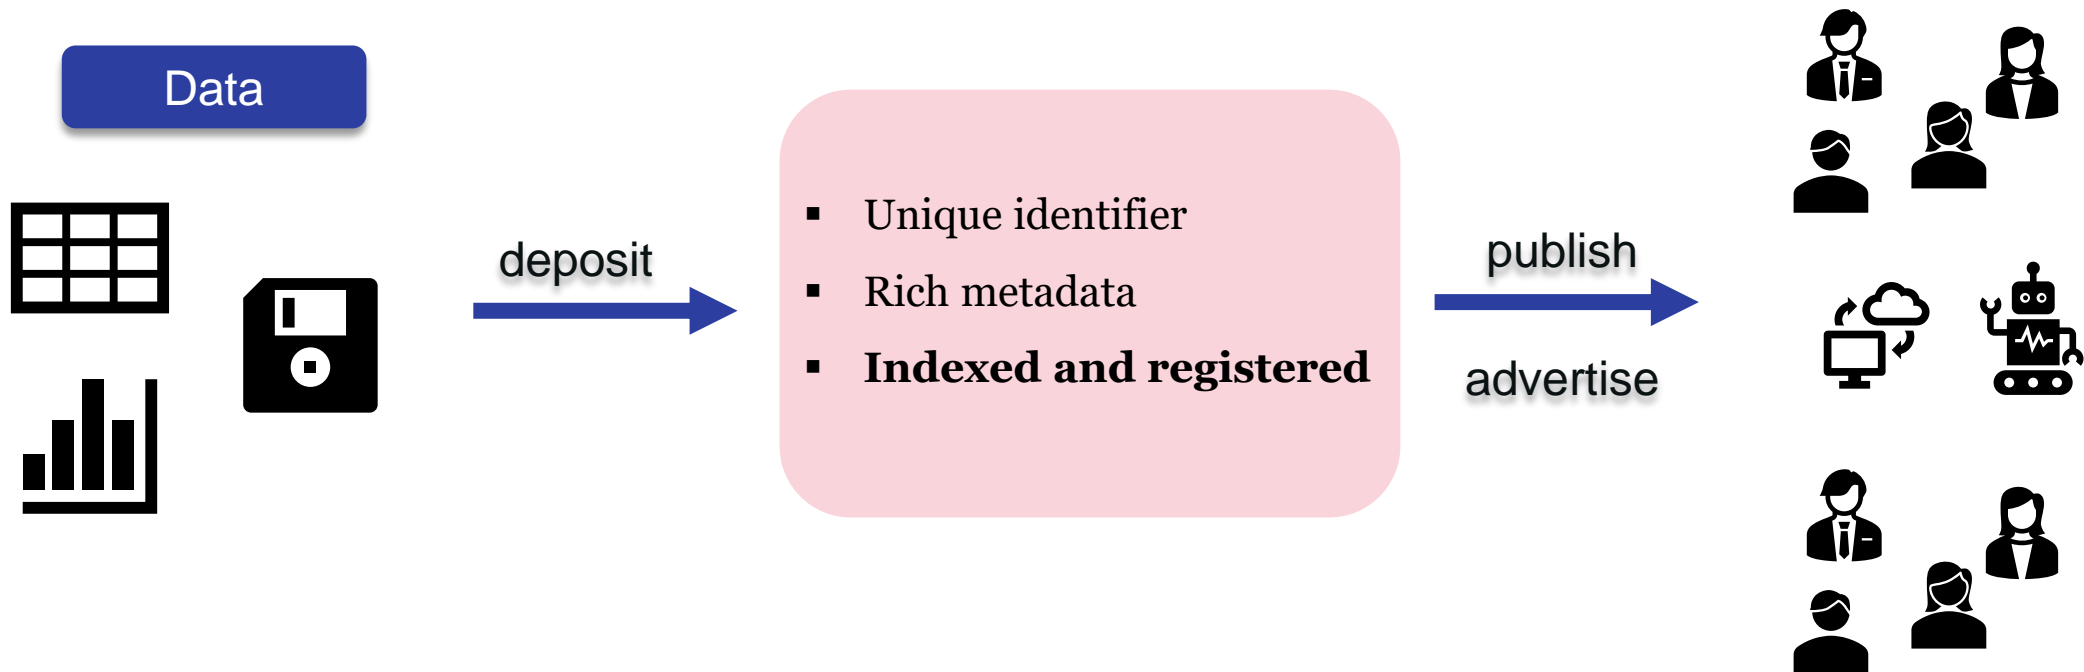 Data
deposit
▪ Unique identifier
▪ Rich metadata
▪ Indexed and registered
publish
advertise